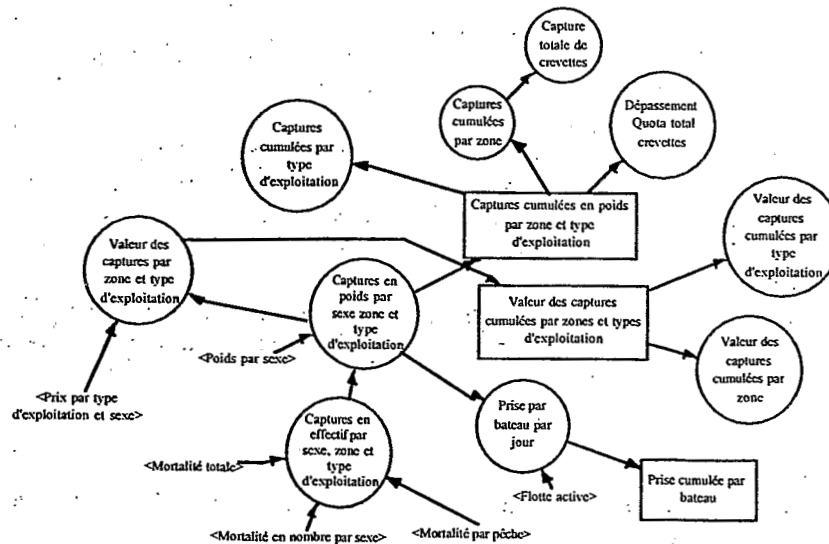 Capture
totale de
crevettes
Captures
cumulées
par zone
Dépassement
Quota total
crevettes
Captures
cumulées par
type
d'exploitation
Captures cumulées en poids
par zone et type
d'exploitation
Valeur des
captures
cumulées par
type
d'exploitation
Valeur des
captures par
zone et type
d'exploitation
Captures en
poids par
sexe zone et
type
d'exploitation
Valeur des captures
cumulées par zones et types
d'exploitation
Valeur des
captures
cumulées par
zone
<Poids par sexe>
<Prix par type
d'exploitation et sexe>
Captures en
effectif par
sexe, zone et
type
d'exploitation
Prise par
bateau par
jour
<Mortalité totale>
<Flotte active>
Prise cumulée par
bateau
<Mortalité en nombre par sexe>
<Mortalité par pêche>